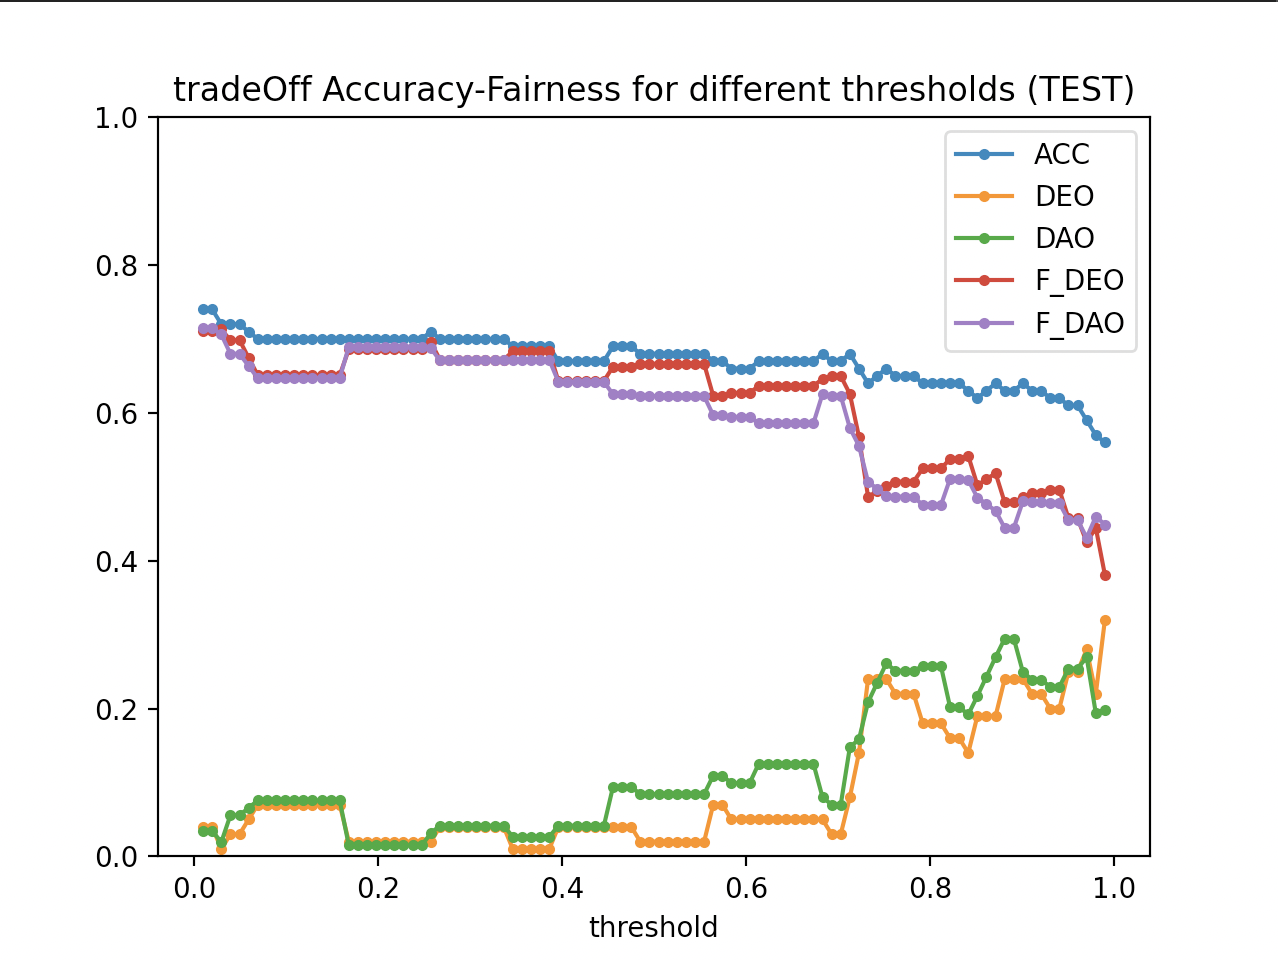 tradeOff Accuracy-Fairness for different thresholds (TEST)
1.0
0.8
0.6
0.4
0.2
0.0
ACC
DEO
DAO
F_DEO
F_DAO
0.0 0.2 0.4 0.6 0.8 1.0
threshold